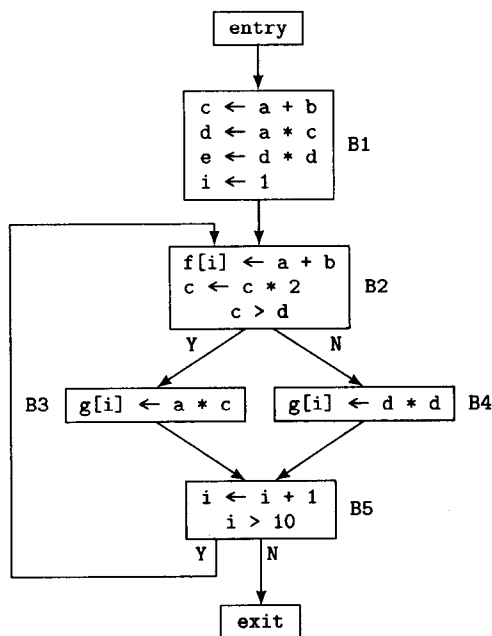 entry
c ← a + b
d ← a * c
e ← d * d
i ← 1
B1
f[i] ← a + b
c ← c * 2
c > d
B2
Y N
B3
g[i] ← a * c
g[i] ← d * d
B4
i ← i + 1
i > 10
B5
Y N
exit